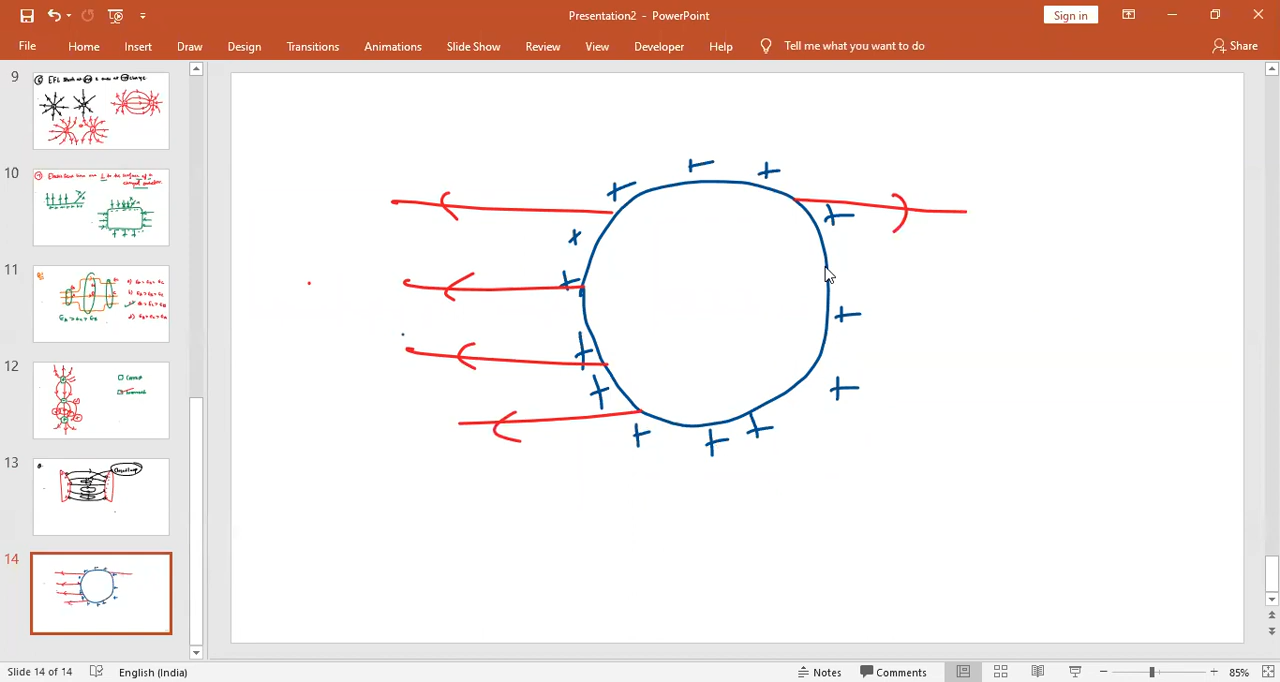 Presentation2 - PowerPoint
Sign in
File Home Insert Draw Design Transitions Animations Slide Show Review View Developer Help Tell me what you want to do Share
9
10
11
12
13
14
+ + +
+ +
+
+ +
+
+ +
+ + +
Slide 14 of 14 English (India) Notes Comments 85%